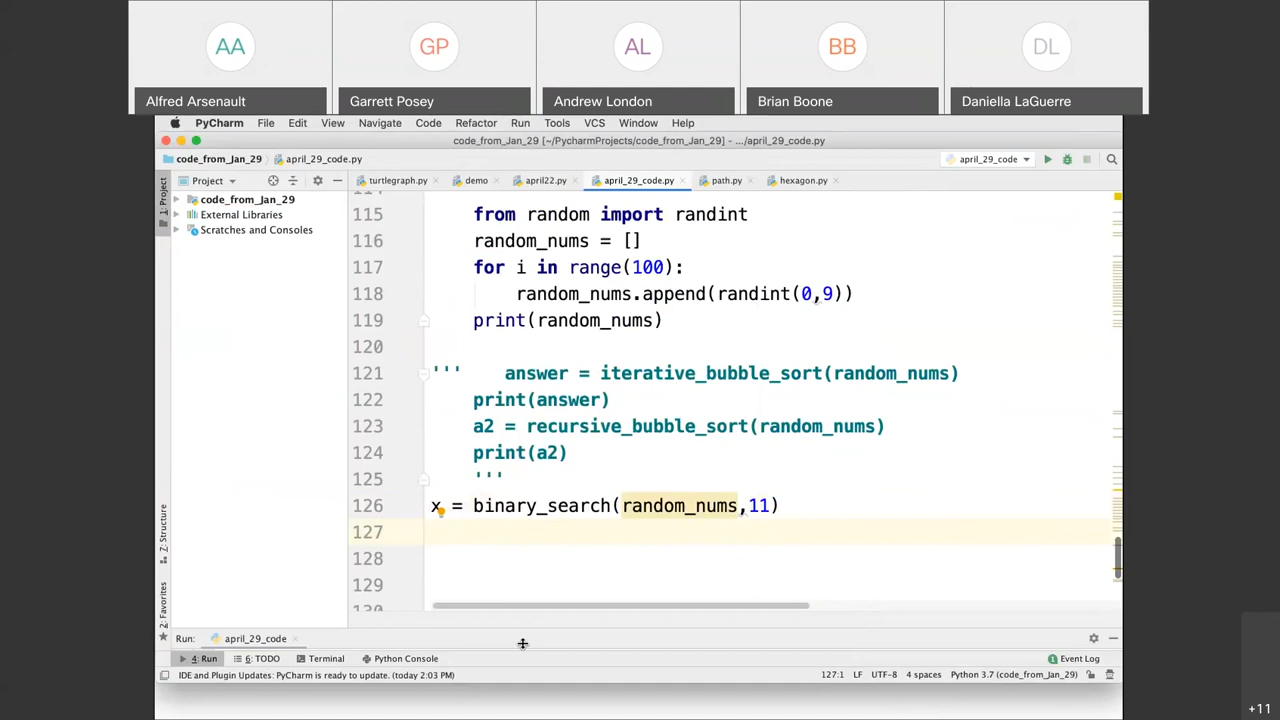 AA GP AL BB DL
Alfred Arsenault Garrett Posey Andrew London Brian Boone Daniella LaGuerre
PyCharm File Edit View Navigate Code Refactor Run Tools VCS Window Help
code_from_Jan_29 [~/PycharmProjects/code_from_Jan_29] - .../april_29_code.py
code_from_Jan_29 april_29_code.py april_29_code.py
Project turtlegraph.py demo april22.py april_29_code.py path.py hexagon.py
1: Project
code_from_Jan_29
External Libraries
Scratches and Consoles
115 from random import randint
116 random_nums = []
117 for i in range(100):
118 random_nums.append(randint(0,9))
119 print(random_nums)
120
121 ''' answer = iterative_bubble_sort(random_nums)
122 print(answer)
123 a2 = recursive_bubble_sort(random_nums)
124 print(a2)
125 '''
126 x = binary_search(random_nums,11)
127
128
129
130
7: Structure
2: Favorites
Run: april_29_code
4: Run 6: TODO Terminal Python Console Event Log
IDE and Plugin Updates: PyCharm is ready to update. (today 2:03 PM) 127:1 LF UTF-8 4 spaces Python 3.7 (code_from_Jan_29)
+11